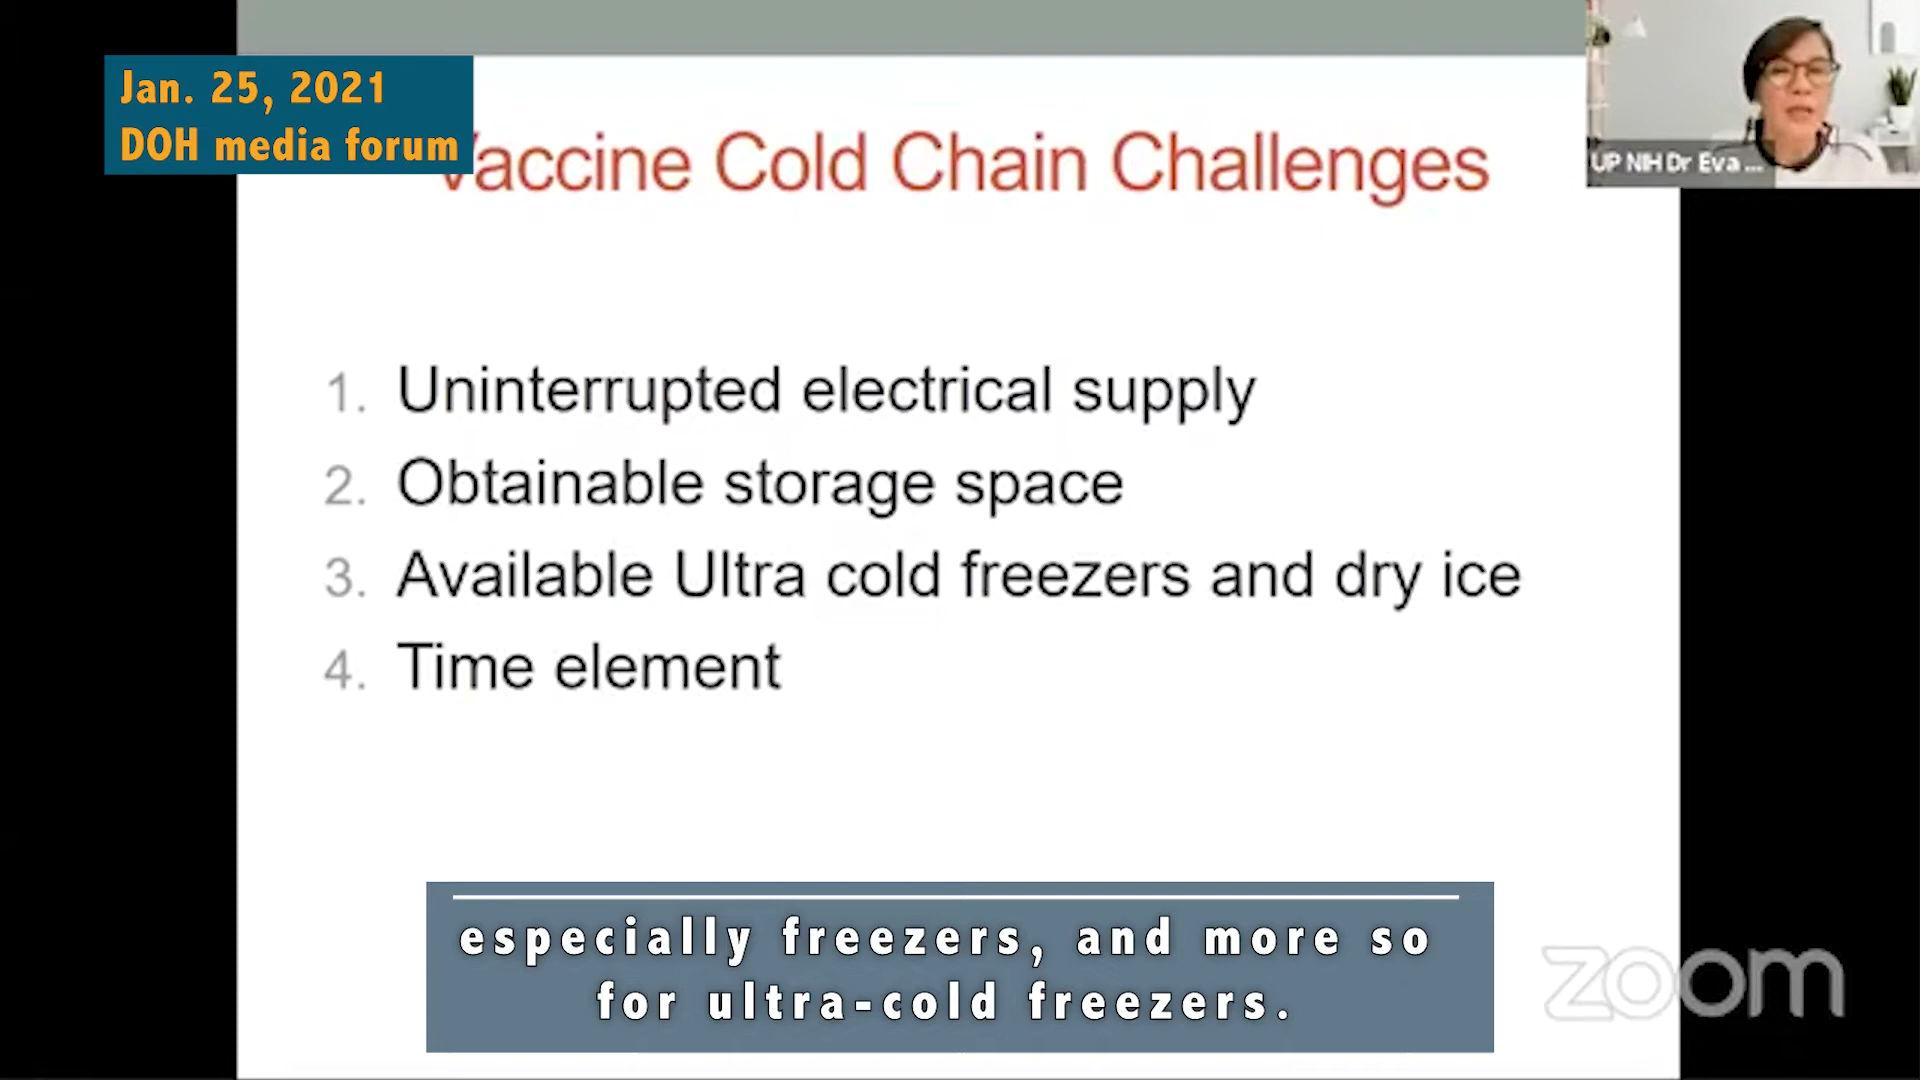 Jan. 25, 2021
DOH media forum
Vaccine Cold Chain Challenges
UP NIH Dr Eva ...
1. Uninterrupted electrical supply
2. Obtainable storage space
3. Available Ultra cold freezers and dry ice
4. Time element
especially freezers, and more so
for ultra-cold freezers.
zoom